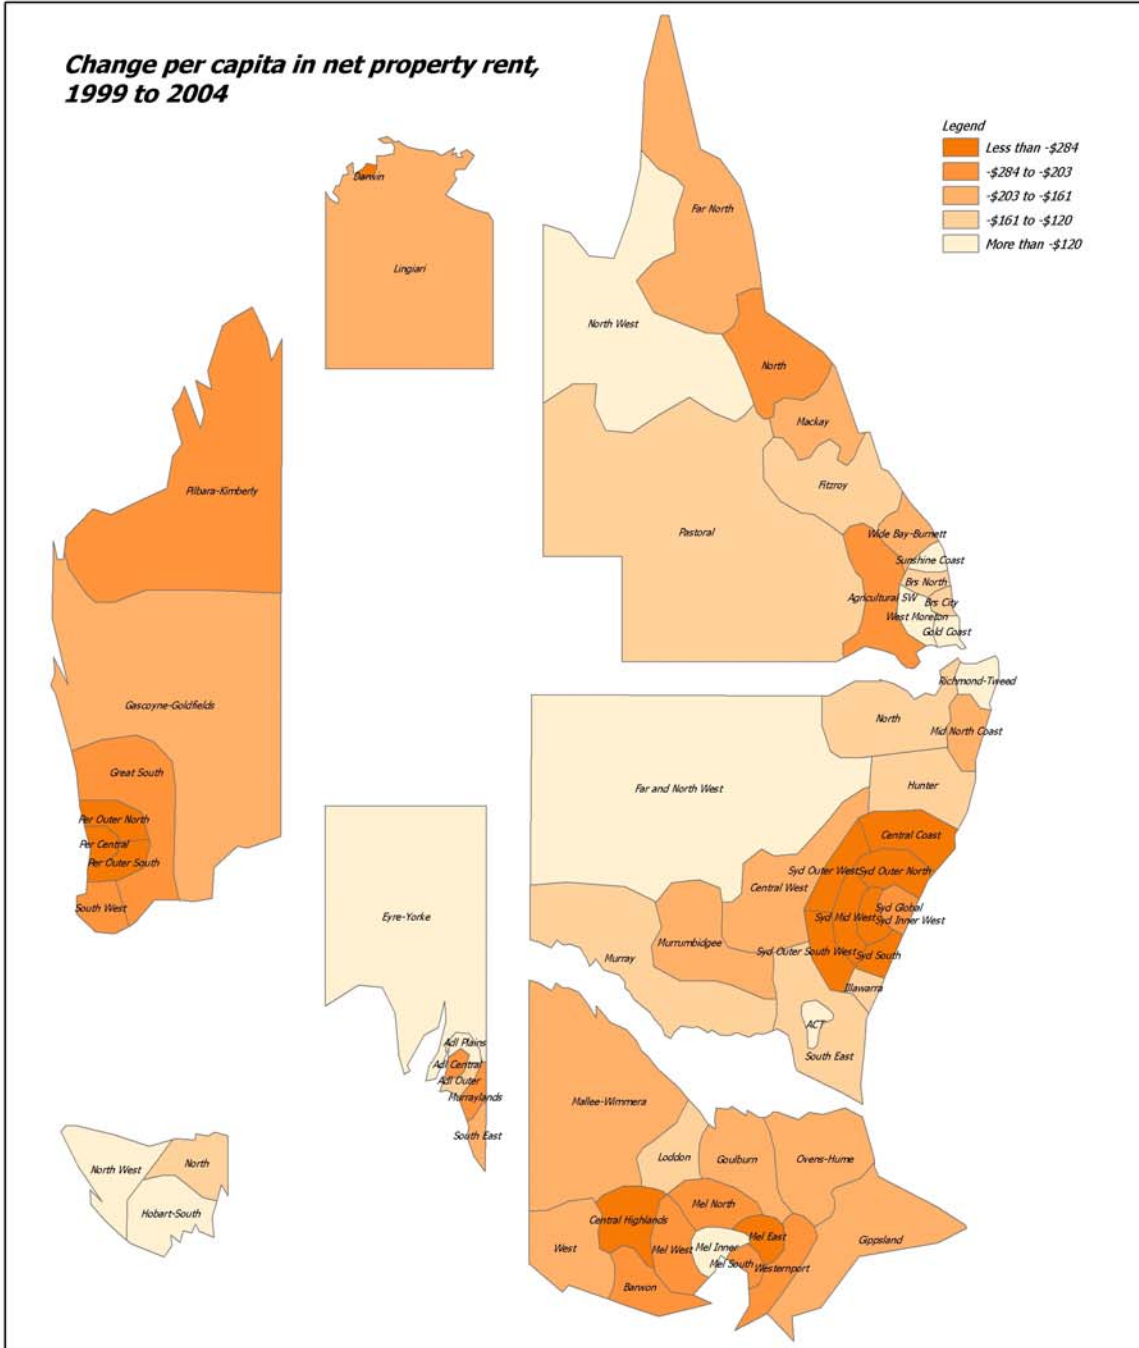 Change per capita in net property rent,
1999 to 2004
Legend
Less than -$284
-$284 to -$203
-$203 to -$161
-$161 to -$120
More than -$120
Darwin
Lingiari
Far North
North West
North
Mackay
Fitzroy
Pastoral
Wide Bay-Burnett
Sunshine Coast
Brs North
Agricultural SW
Brs City
West Moreton
Gold Coast
Pilbara-Kimberly
Gascoyne-Goldfields
Great South
Per Outer North
Per Central
Per Outer South
South West
Richmond-Tweed
North
Mid North Coast
Far and North West
Hunter
Central Coast
Syd Outer West
Syd Outer North
Central West
Syd Global
Syd Mid West
Syd Inner West
Murrumbidgee
Syd Outer South West
Syd South
Murray
Illawarra
ACT
South East
Eyre-Yorke
Adl Plains
Adl Central
Adl Outer
Murraylands
South East
Mallee-Wimmera
Loddon
Goulburn
Ovens-Hume
Mel North
Central Highlands
Mel East
Gippsland
West
Mel West
Mel Inner
Mel South
Westernport
Barwon
North West
North
Hobart-South